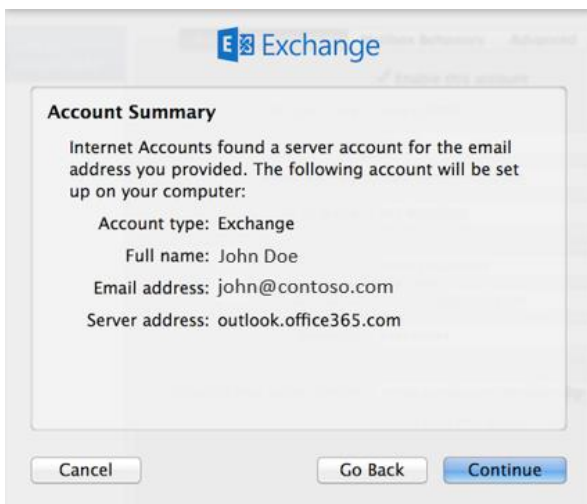 Exchange
Account Summary
Internet Accounts found a server account for the email
address you provided. The following account will be set
up on your computer:
Account type: Exchange
Full name: John Doe
Email address: john@contoso.com
Server address: outlook.office365.com
Cancel
Go Back
Continue